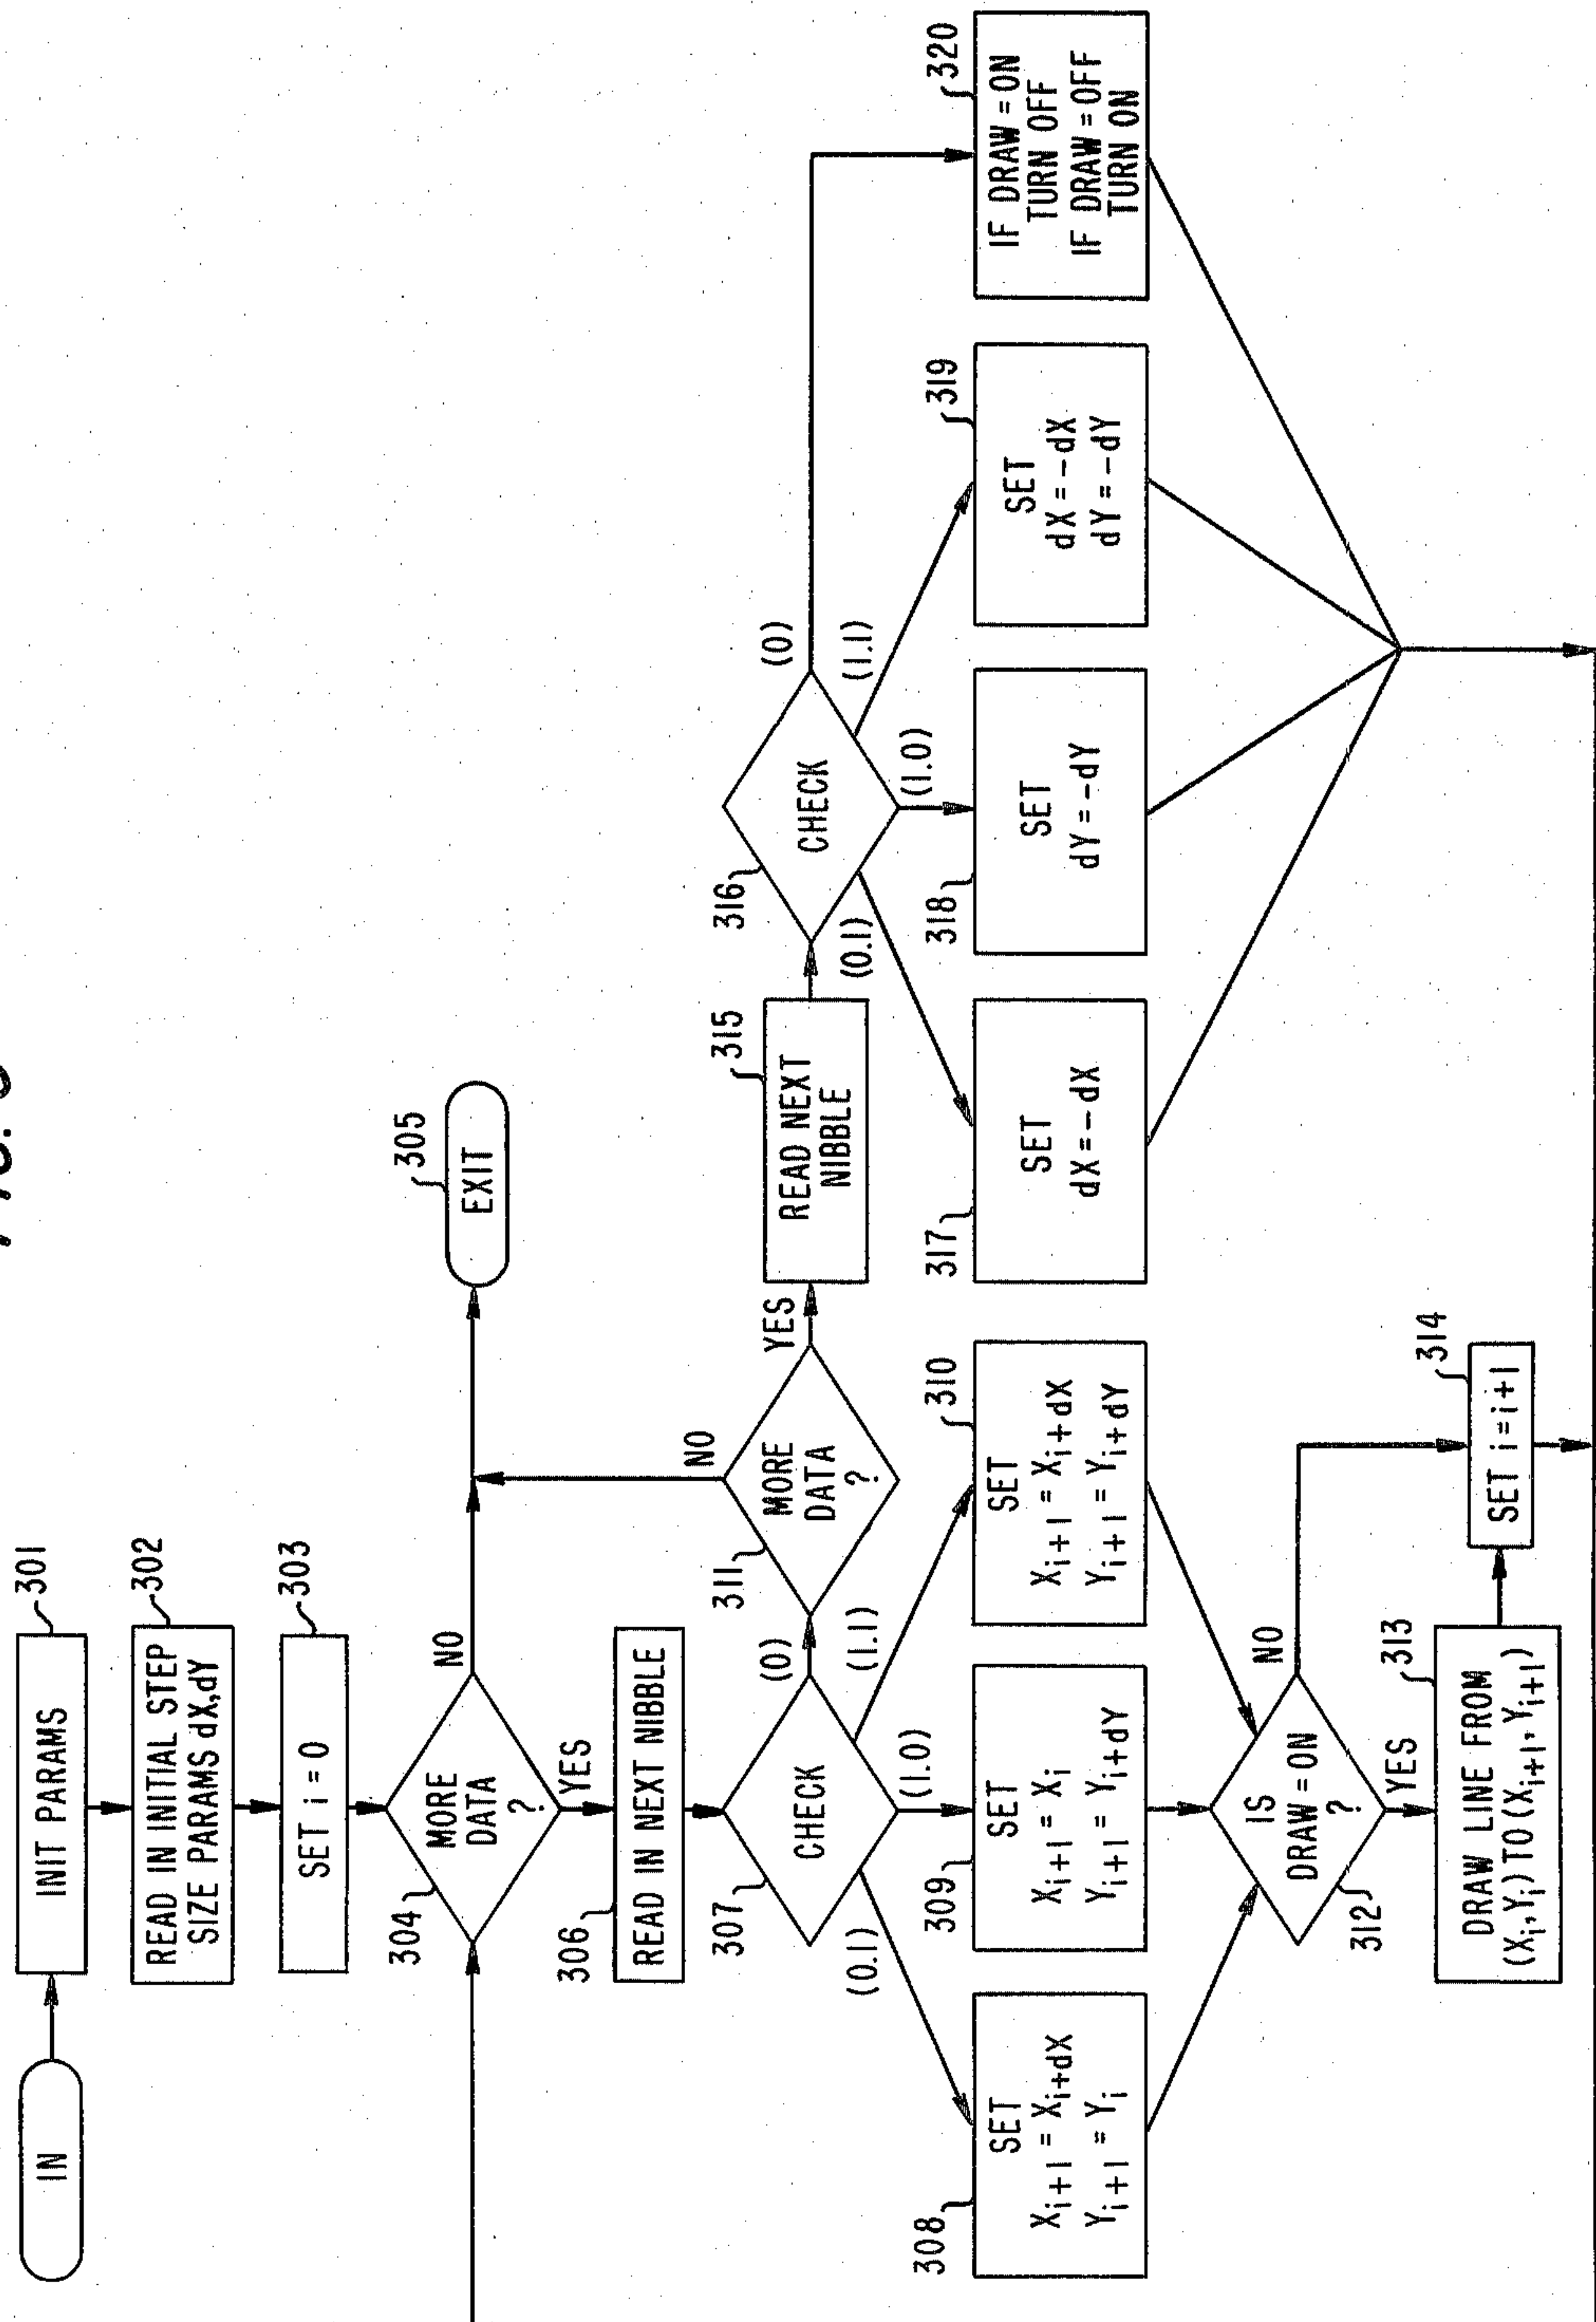 IN
INIT PARAMS
301
READ IN INITIAL STEP
SIZE PARAMS dX,dY
302
SET i = 0
303
MORE
DATA
?
304
NO
YES
EXIT
305
READ IN NEXT NIBBLE
306
CHECK
307
(0)
(0.1)
(1.0)
(1.1)
MORE
DATA
?
311
NO
YES
READ NEXT
NIBBLE
315
CHECK
316
(0)
(0.1)
(1.0)
(1.1)
SET
Xi+1 = Xi+dX
Yi+1 = Yi
308
SET
Xi+1 = Xi
Yi+1 = Yi+dY
309
SET
Xi+1 = Xi+dX
Yi+1 = Yi+dY
310
SET
dX = -dX
317
SET
dY = -dY
318
SET
dX = -dX
dY = -dY
319
IF DRAW = ON
TURN OFF
IF DRAW = OFF
TURN ON
320
IS
DRAW = ON
?
312
NO
YES
DRAW LINE FROM
(Xi,Yi) TO (Xi+1, Yi+1)
313
SET i = i+1
314